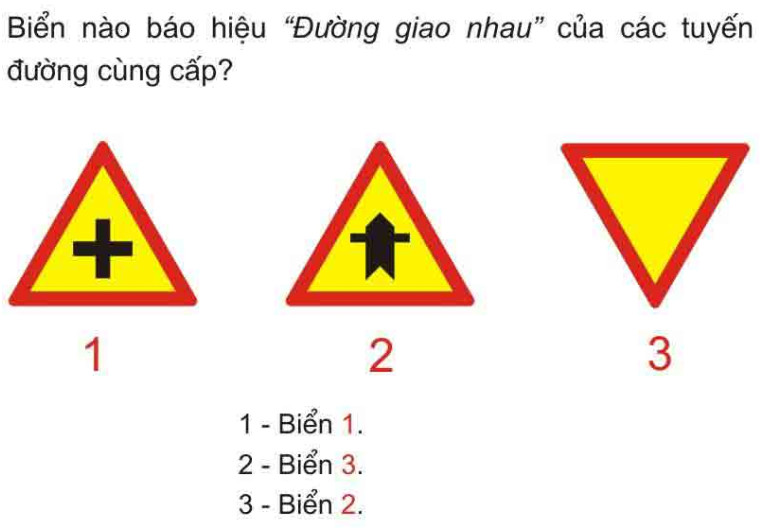 Biển nào báo hiệu “Đường giao nhau” của các tuyến
đường cùng cấp?
1 2 3
1 - Biển 1.
2 - Biển 3.
3 - Biển 2.